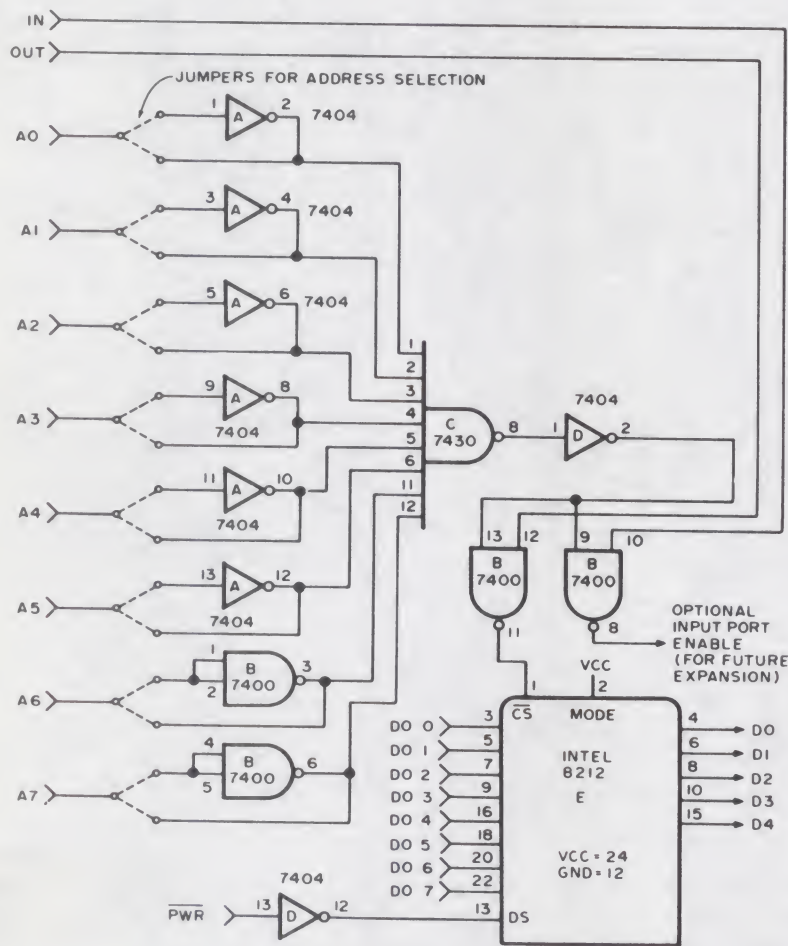 IN
OUT
JUMPERS FOR ADDRESS SELECTION
1 A 2 7404
A0
3 A 4 7404
A1
5 A 6 7404
A2
9 A 8
7404
A3
11 A 10
7404
A4
13 A 12
7404
A5
1
2
B
7400
3
A6
4
5
B
7400
6
A7
1
2
3
4
5
6
11
12
C
7430
8
7404
1 D 2
13 12
B
7400
11
9 10
B
7400
8
OPTIONAL
INPUT PORT
ENABLE
(FOR FUTURE
EXPANSION)
VCC
1 2
CS MODE
INTEL
8212
E
VCC = 24
GND = 12
DO 0 3
DO 1 5
DO 2 7
DO 3 9
DO 4 16
DO 5 18
DO 6 20
DO 7 22
4 D0
6 D1
8 D2
10 D3
15 D4
7404
PWR 13 D 12
13 DS